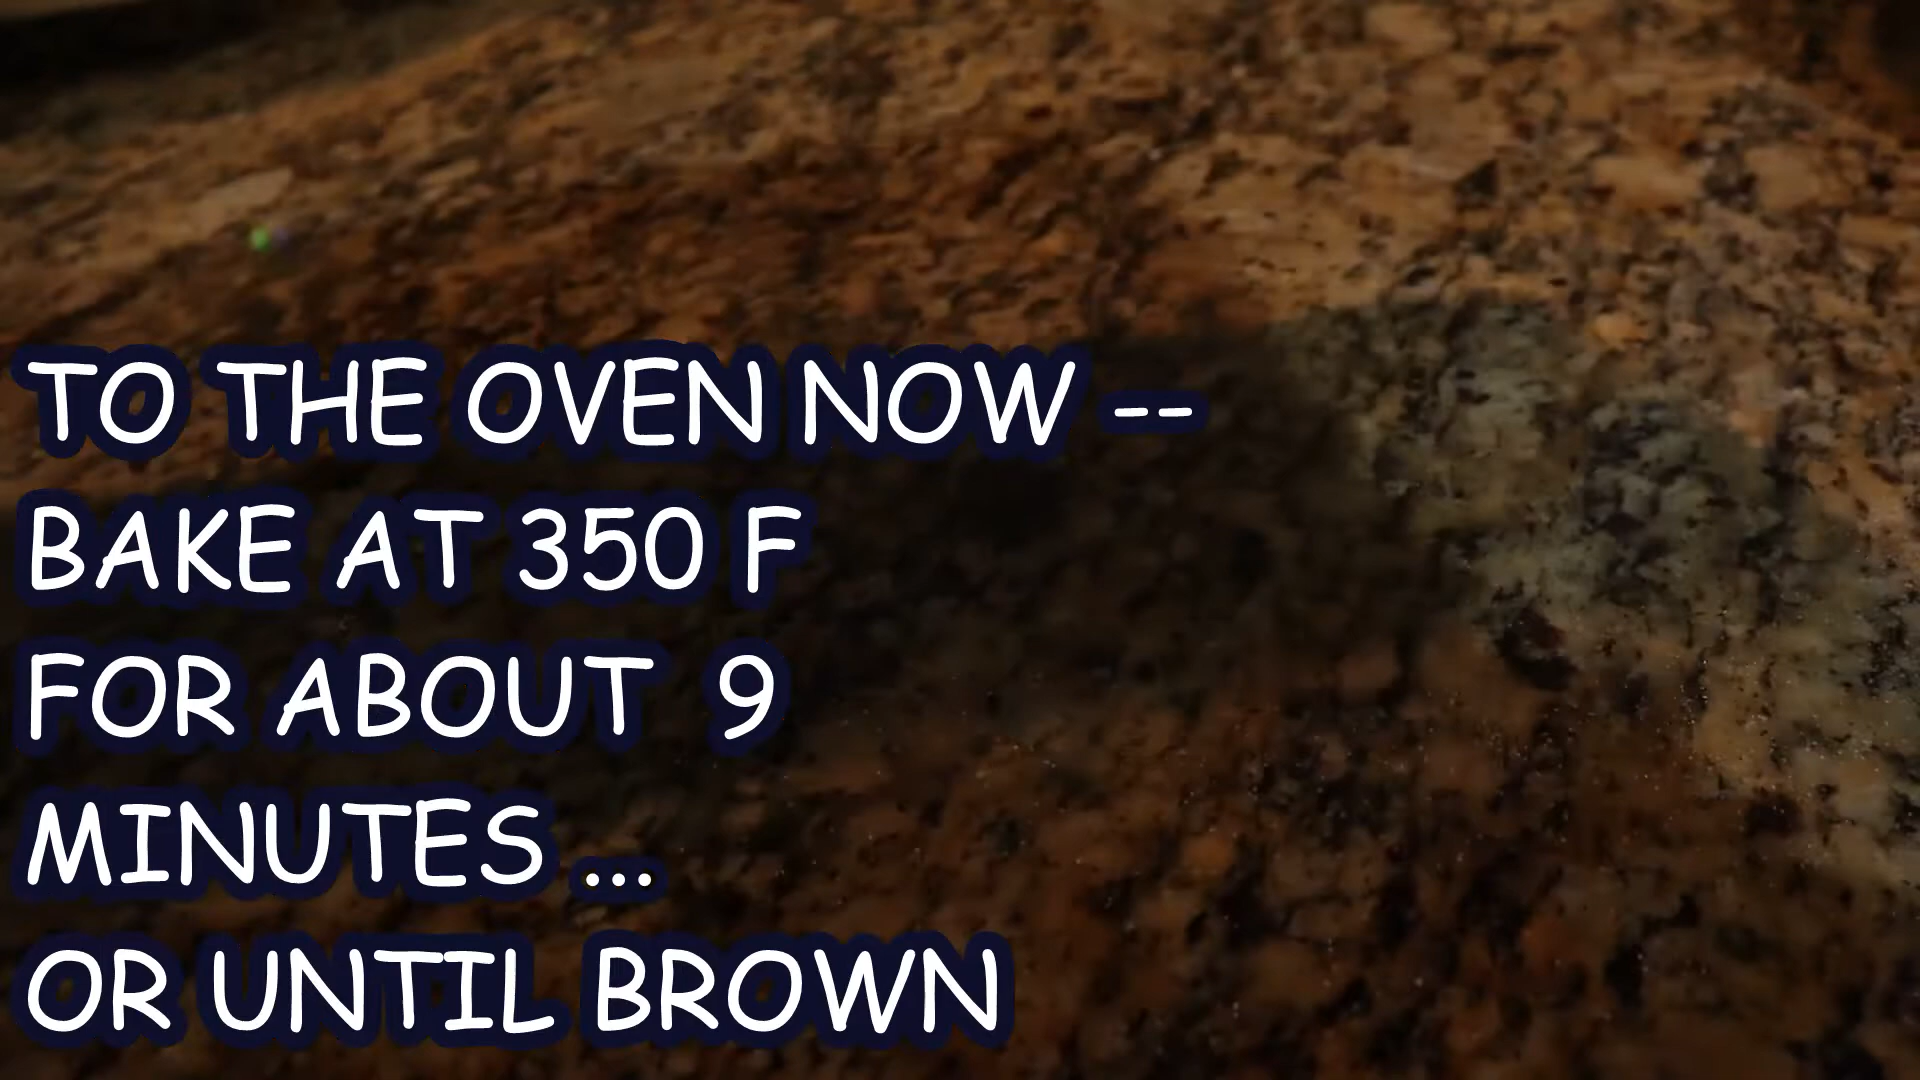 TO THE OVEN NOW --
BAKE AT 350 F
FOR ABOUT  9
MINUTES ...
OR UNTIL BROWN